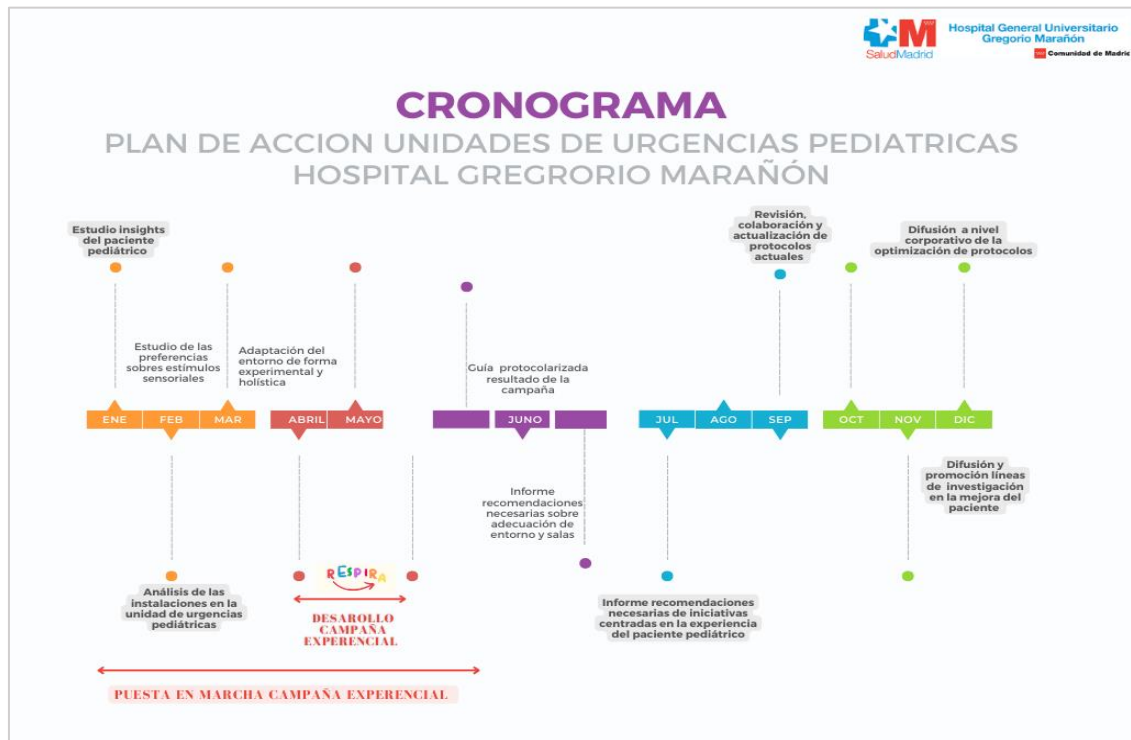 SaludMadrid
Hospital General Universitario
Gregorio Marañón
Comunidad de Madrid
CRONOGRAMA
PLAN DE ACCION UNIDADES DE URGENCIAS PEDIATRICAS
HOSPITAL GREGRORIO MARAÑÓN
Estudio insights
del paciente
pediátrico
Revisión,
colaboración y
actualización de
protocolos
actuales
Difusión a nivel
corporativo de la
optimización de protocolos
Estudio de las
preferencias
sobres estímulos
sensoriales
Adaptación del
entorno de forma
experimental y
holística
Guía protocolarizada
resultado de la
campaña
ENE
FEB
MAR
ABRIL
MAYO
JUNO
JUL
AGO
SEP
OCT
NOV
DIC
Informe
recomendaciones
necesarias sobre
adecuación de
entorno y salas
Difusión y
promoción líneas
de investigación
en la mejora del
paciente
Análisis de las
instalaciones en la
unidad de urgencias
pediátricas
RESPIRA
DESAROLLO
CAMPAÑA
EXPERENCIAL
Informe recomendaciones
necesarias de iniciativas
centradas en la experiencia
del paciente pediátrico
PUESTA EN MARCHA CAMPAÑA EXPERENCIAL